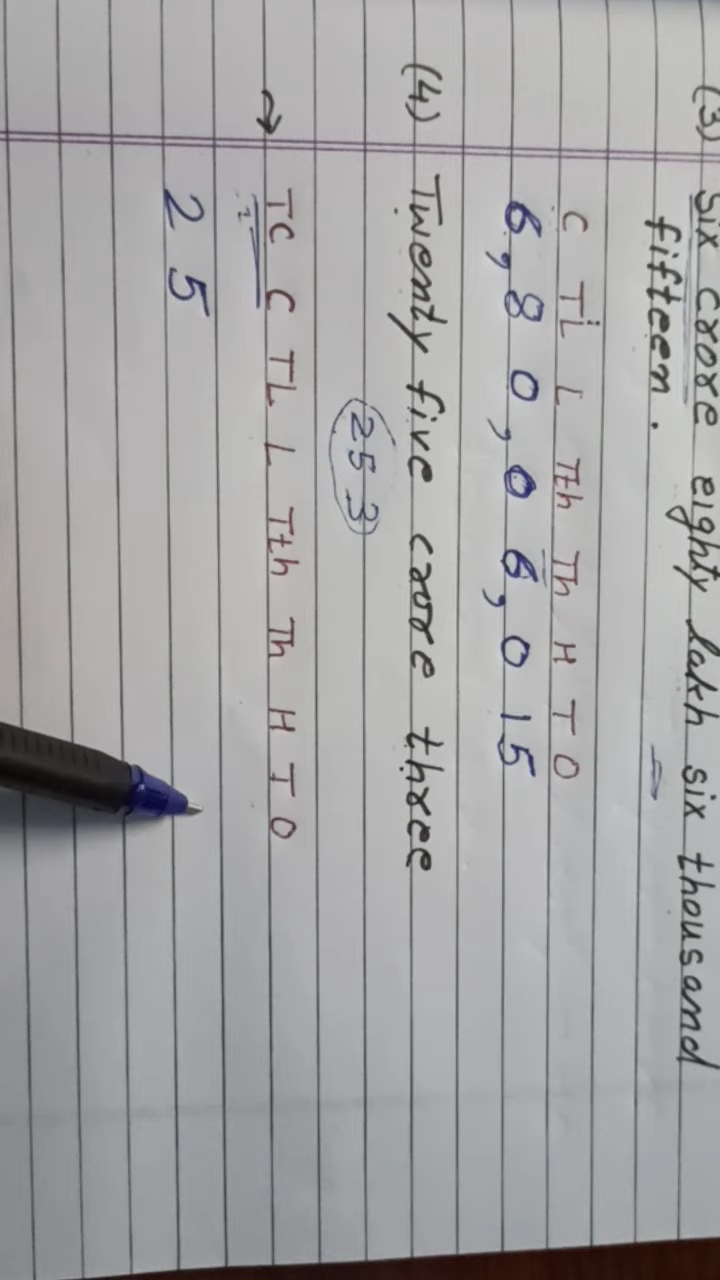 (3) Six crore eighty lakh six thousand
fifteen.
C TL L Tth Th H T O
6, 8 0, 0 6, 0 1 5
(4) Twenty five crore three
25 3
→ TC C TL L Tth Th H T O
2 5